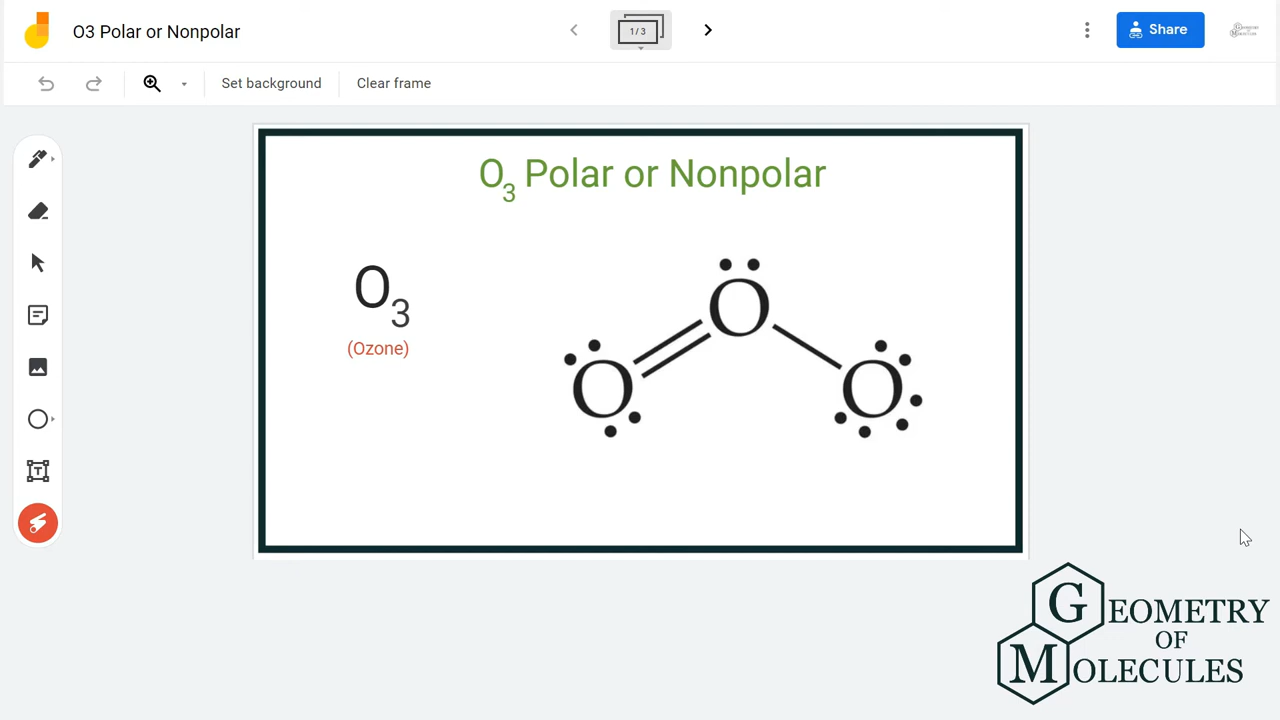 O3 Polar or Nonpolar
1/3
Share
Set background
Clear frame
O₃ Polar or Nonpolar
O₃
(Ozone)
O
O
O
T
GEOMETRY
OF
MOLECULES